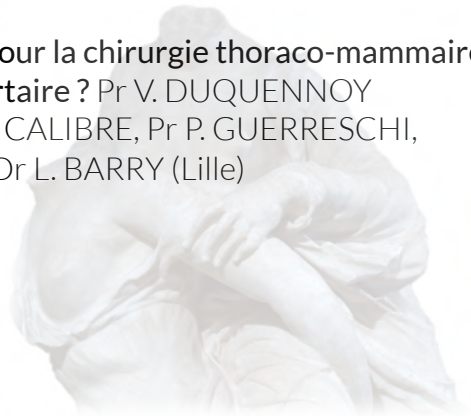 our la chirurgie thoraco-mammaire
rtaire ? Pr V. DUQUENNOY
CALIBRE, Pr P. GUERRESCHI,
Dr L. BARRY (Lille)